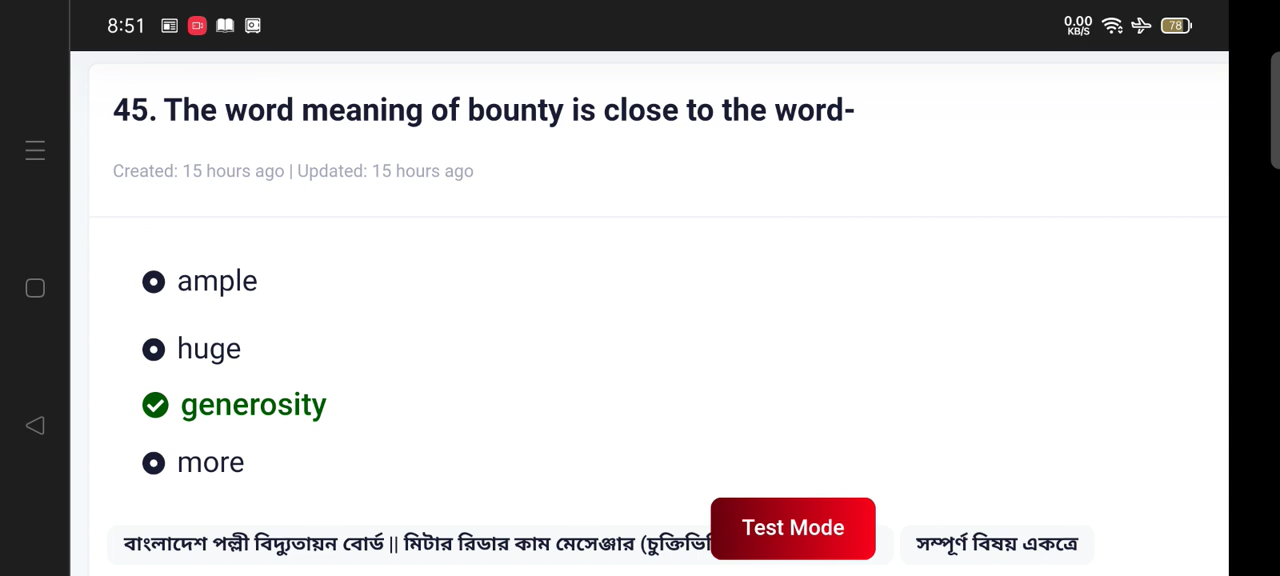 8:51
0.00
KB/S
78
45. The word meaning of bounty is close to the word-
Created: 15 hours ago | Updated: 15 hours ago
ample
huge
generosity
more
Test Mode
বাংলাদেশ পল্লী বিদ্যুতায়ন বোর্ড || মিটার রিডার কাম মেসেঞ্জার
সম্পূর্ণ বিষয় একত্রে